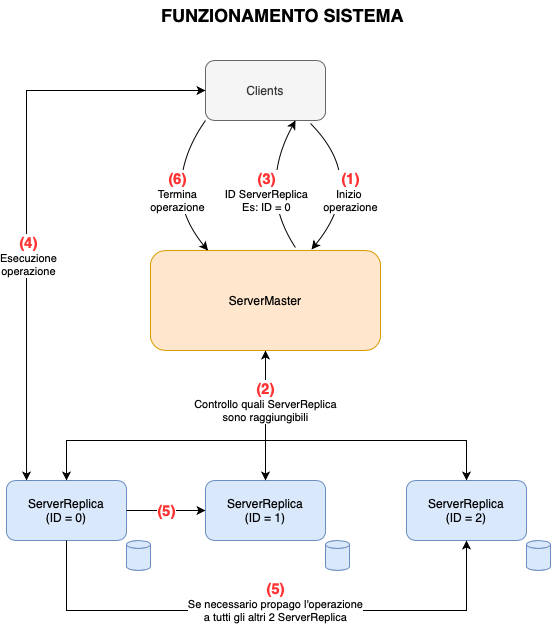 FUNZIONAMENTO SISTEMA
Clients
(6)
Termina
operazione
(3)
ID ServerReplica
Es: ID = 0
(1)
Inizio
operazione
(4)
Esecuzione
operazione
ServerMaster
(2)
Controllo quali ServerReplica
sono raggiungibili
ServerReplica
(ID = 0)
(5)
ServerReplica
(ID = 1)
ServerReplica
(ID = 2)
(5)
Se necessario propago l'operazione
a tutti gli altri 2 ServerReplica